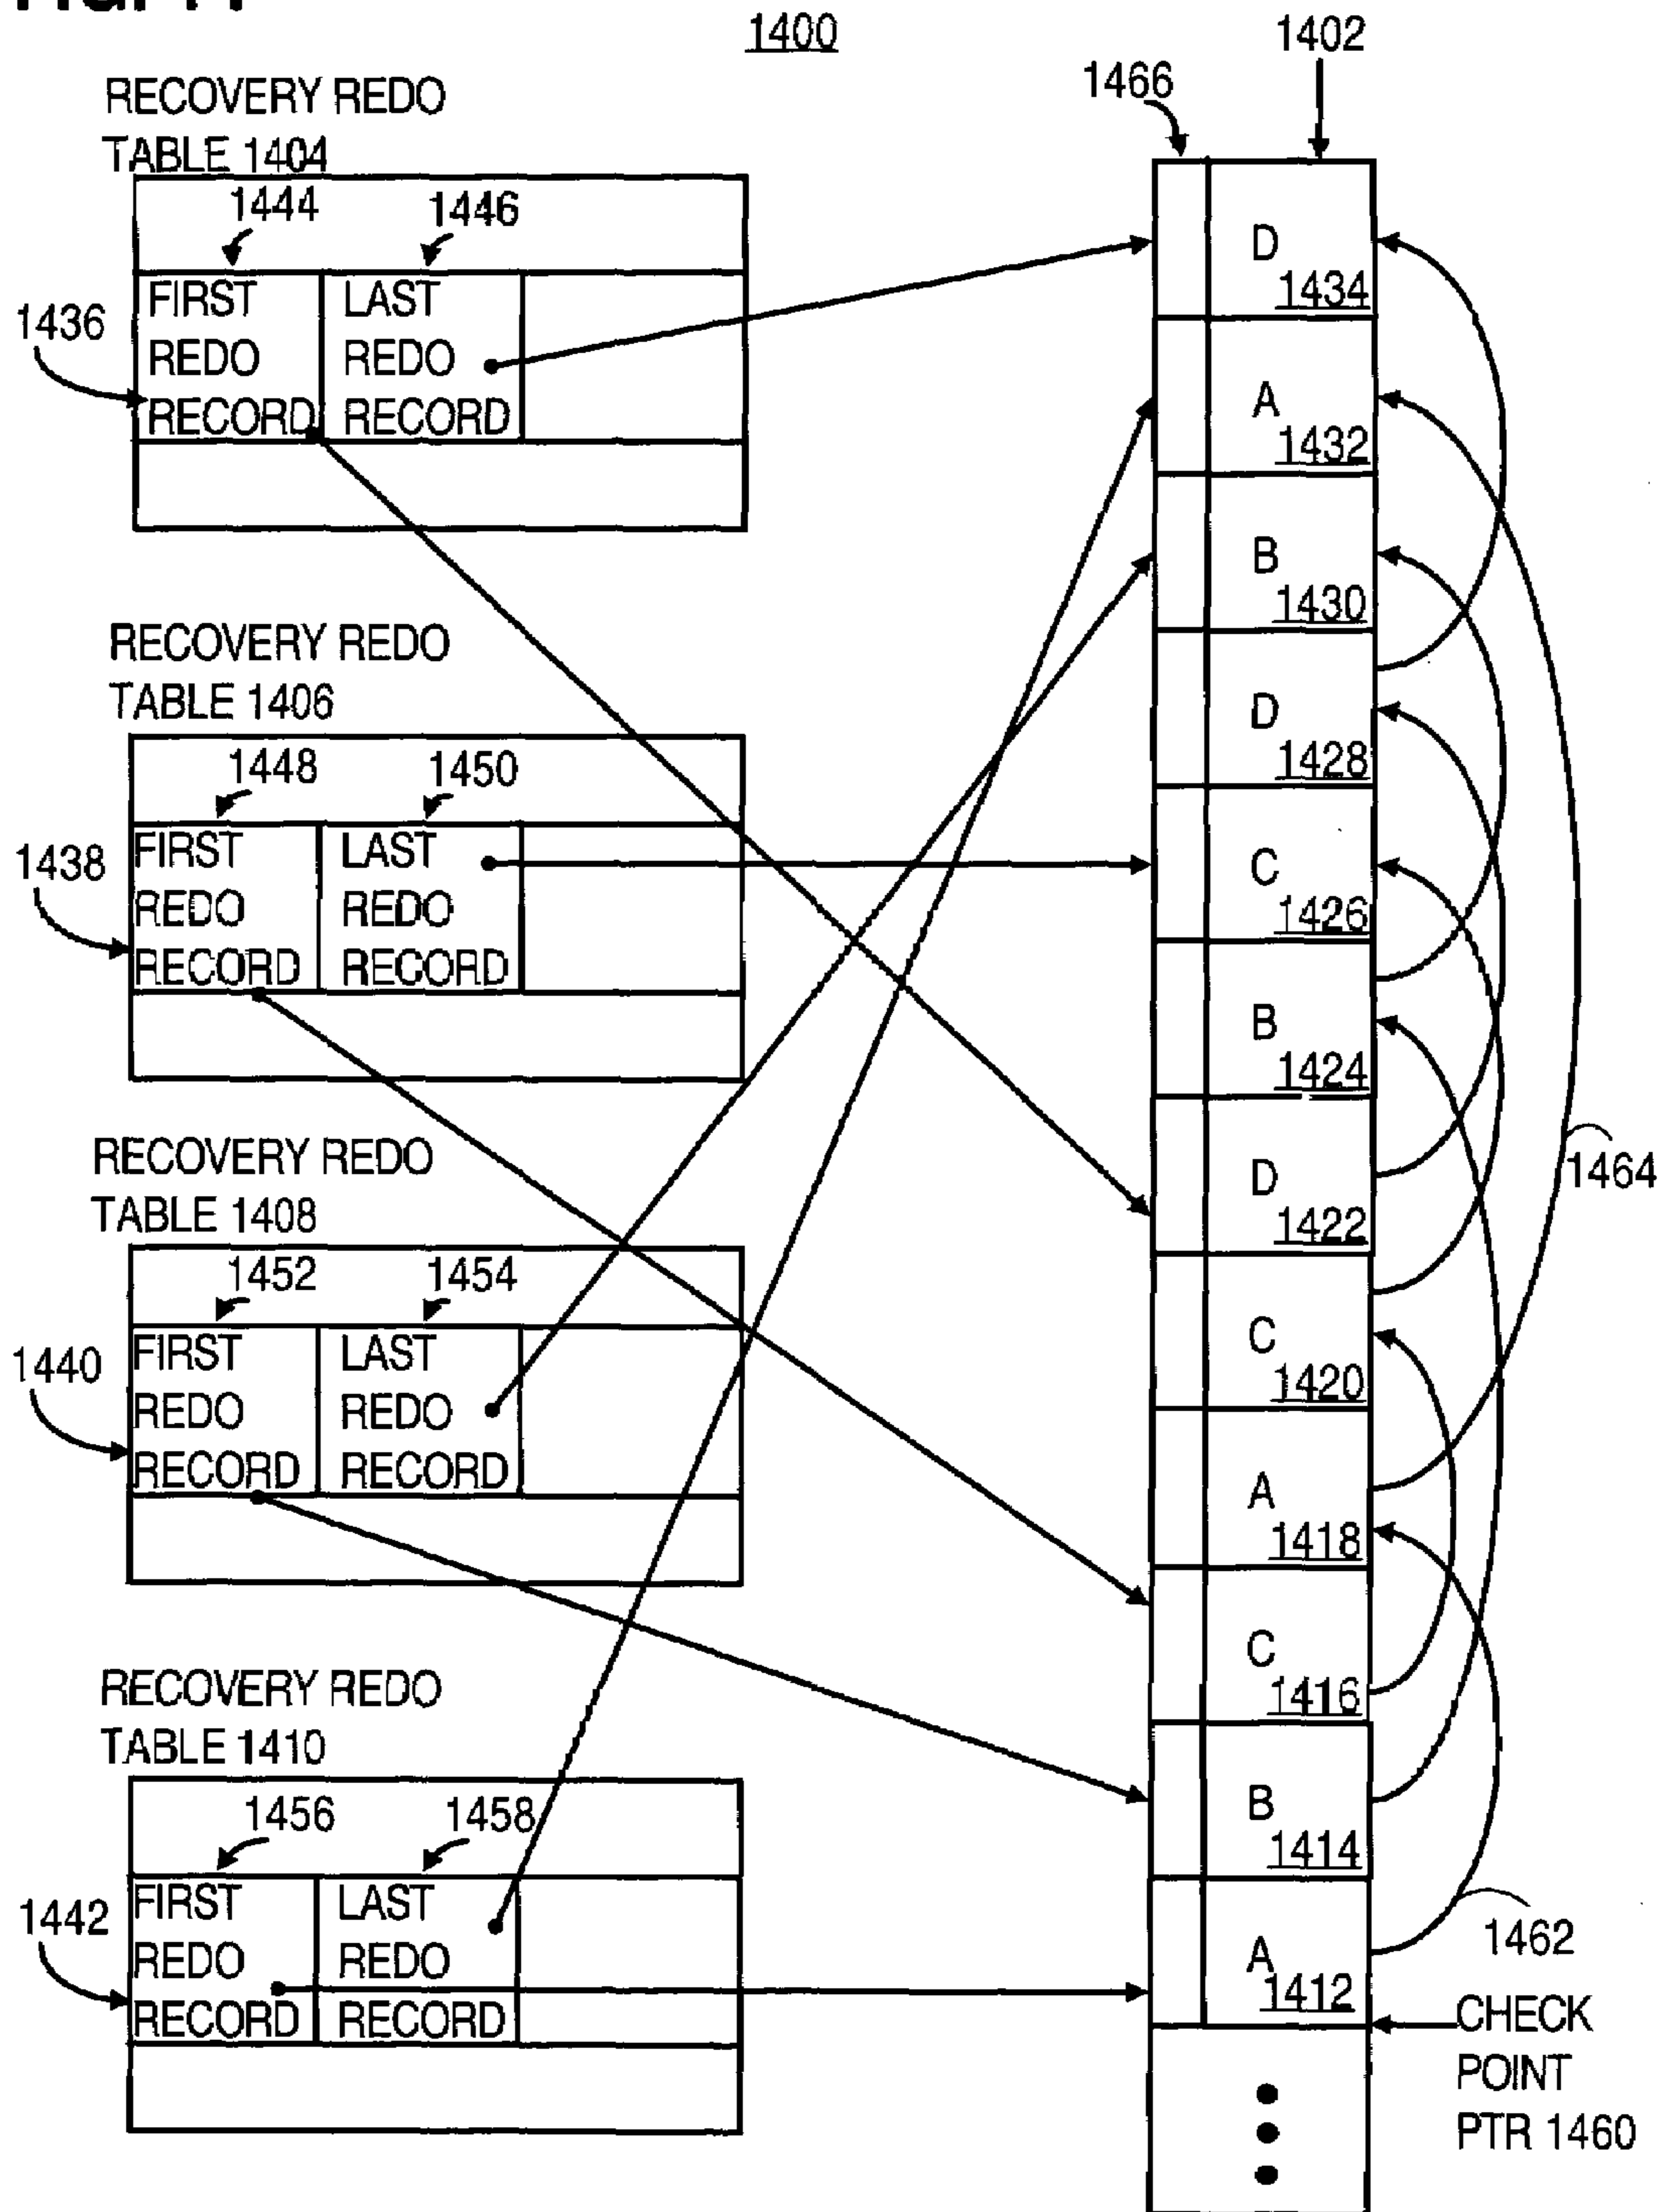 1400
1402
1466
RECOVERY REDO
TABLE 1404
1444
1446
1436
FIRST
REDO
RECORD
LAST
REDO
RECORD
RECOVERY REDO
TABLE 1406
1448
1450
1438
FIRST
REDO
RECORD
LAST
REDO
RECORD
RECOVERY REDO
TABLE 1408
1452
1454
1440
FIRST
REDO
RECORD
LAST
REDO
RECORD
RECOVERY REDO
TABLE 1410
1456
1458
1442
FIRST
REDO
RECORD
LAST
REDO
RECORD
D
1434
A
1432
B
1430
D
1428
C
1426
B
1424
D
1422
C
1420
A
1418
C
1416
B
1414
A
1412
1464
1462
CHECK
POINT
PTR 1460